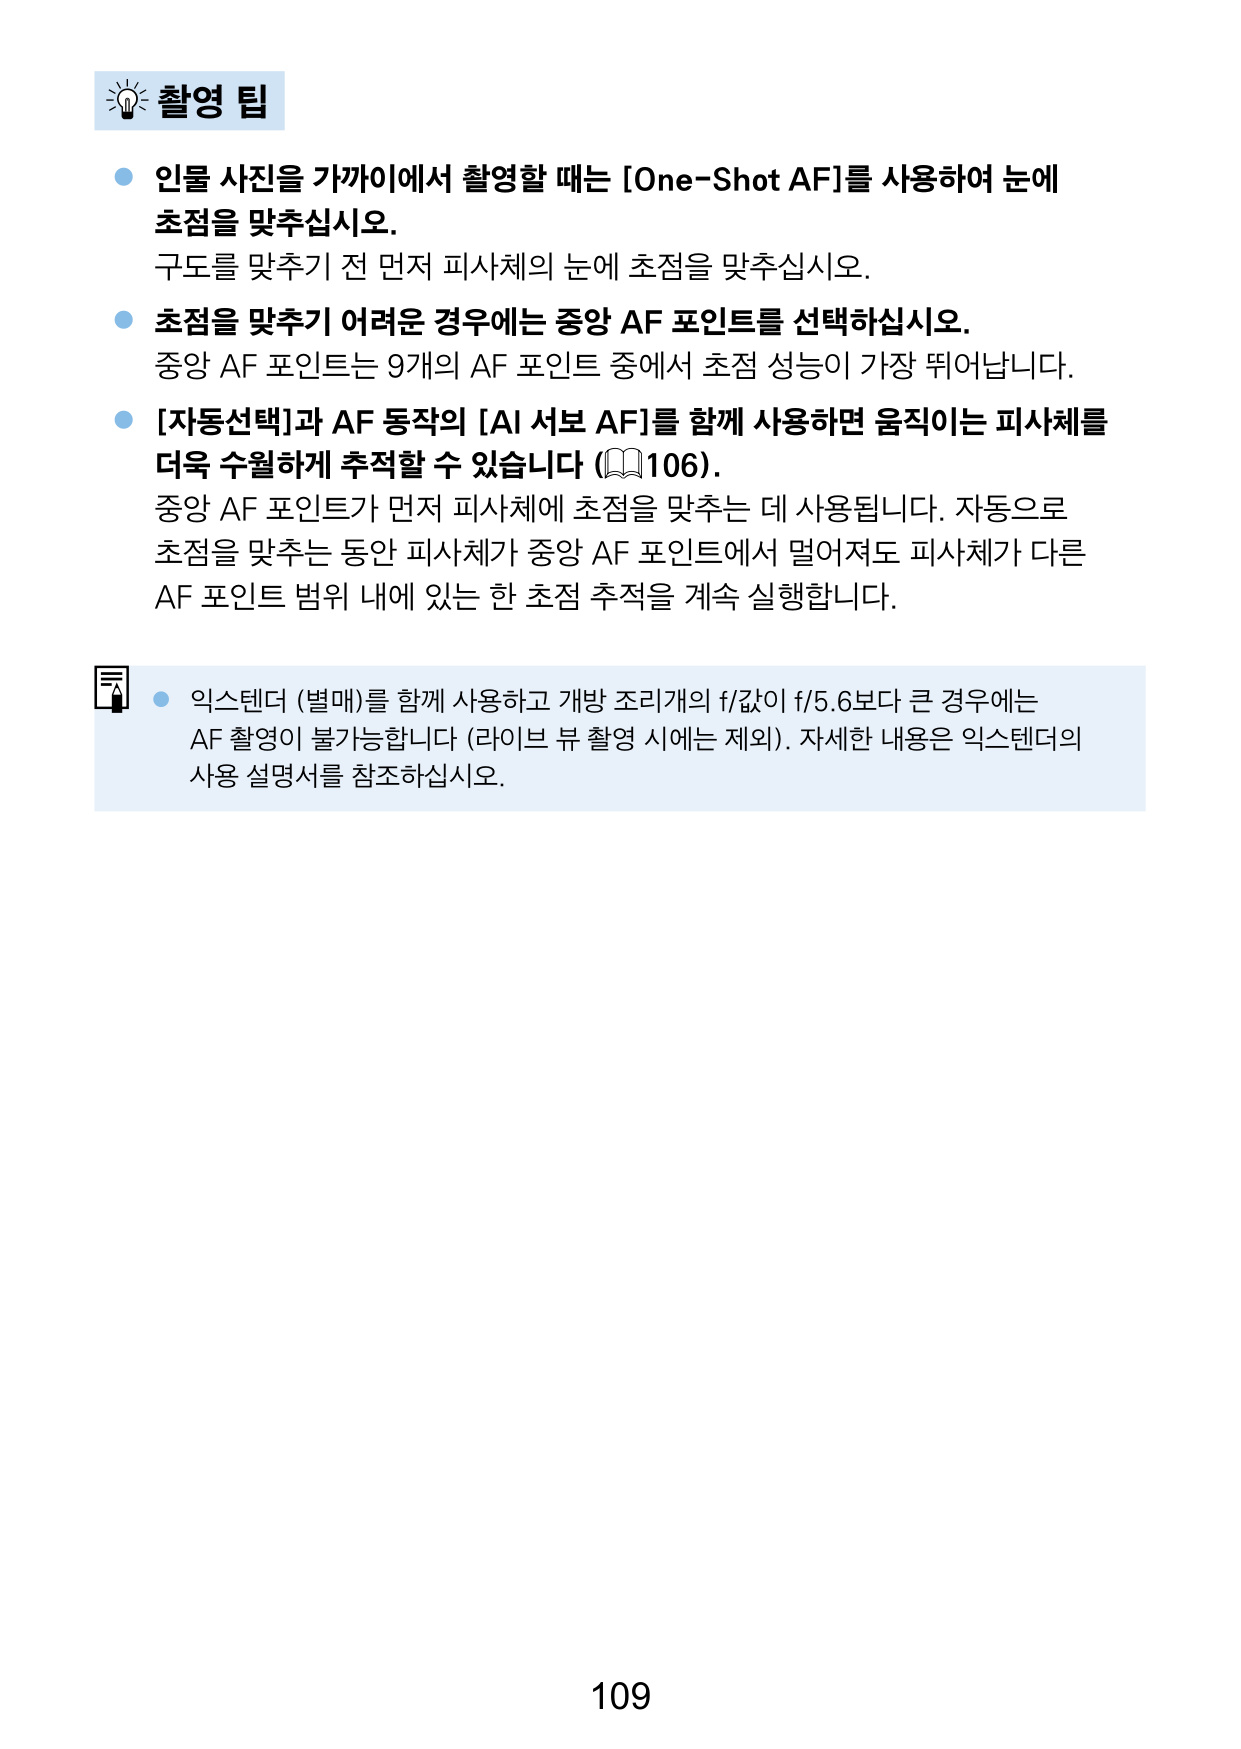 촬영 팁
● 인물 사진을 가까이에서 촬영할 때는 [One-Shot AF]를 사용하여 눈에
초점을 맞추십시오.
구도를 맞추기 전 먼저 피사체의 눈에 초점을 맞추십시오.
● 초점을 맞추기 어려운 경우에는 중앙 AF 포인트를 선택하십시오.
중앙 AF 포인트는 9개의 AF 포인트 중에서 초점 성능이 가장 뛰어납니다.
● [자동선택]과 AF 동작의 [AI 서보 AF]를 함께 사용하면 움직이는 피사체를
더욱 수월하게 추적할 수 있습니다 (106).
중앙 AF 포인트가 먼저 피사체에 초점을 맞추는 데 사용됩니다. 자동으로
초점을 맞추는 동안 피사체가 중앙 AF 포인트에서 멀어져도 피사체가 다른
AF 포인트 범위 내에 있는 한 초점 추적을 계속 실행합니다.
● 익스텐더 (별매)를 함께 사용하고 개방 조리개의 f/값이 f/5.6보다 큰 경우에는
AF 촬영이 불가능합니다 (라이브 뷰 촬영 시에는 제외). 자세한 내용은 익스텐더의
사용 설명서를 참조하십시오.
109